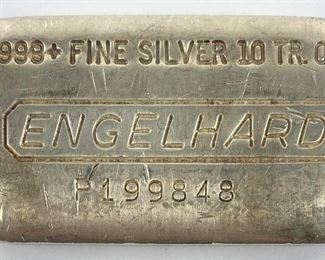 999+ FINE SILVER 10 TR. O
ENGELHARD
P199848